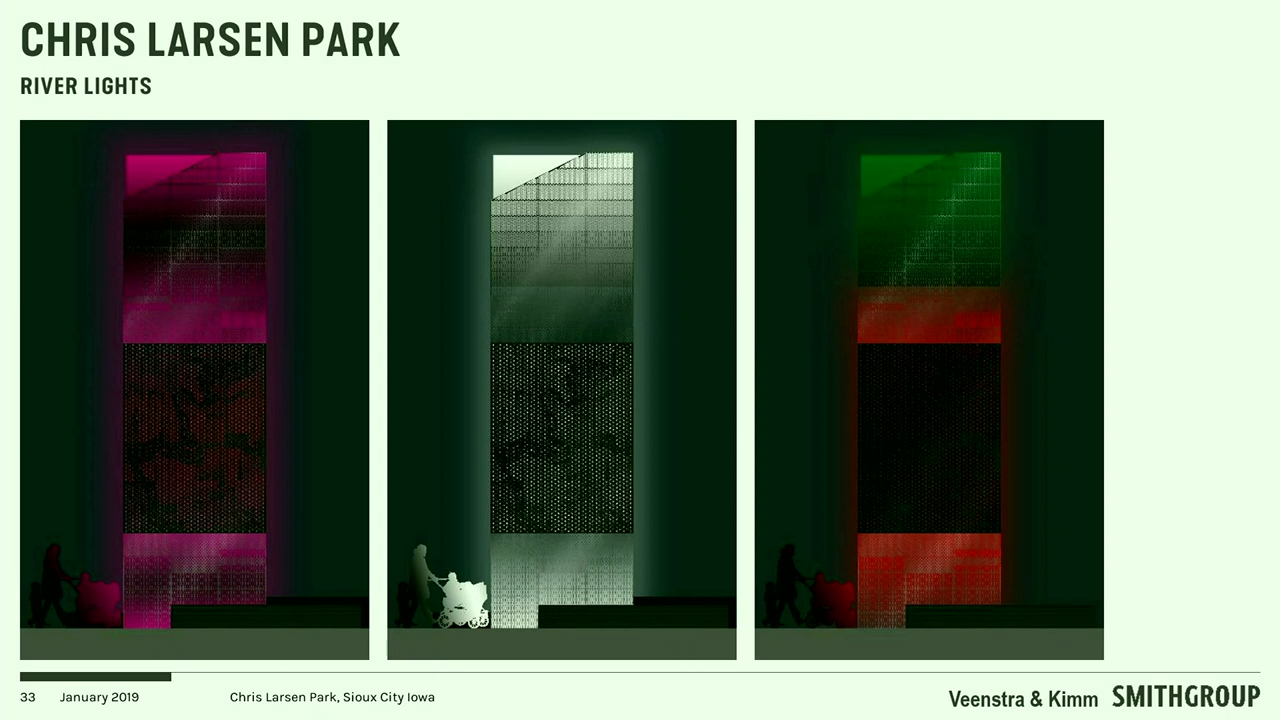 CHRIS LARSEN PARK
RIVER LIGHTS
33 January 2019 Chris Larsen Park, Sioux City Iowa Veenstra & Kimm SMITHGROUP